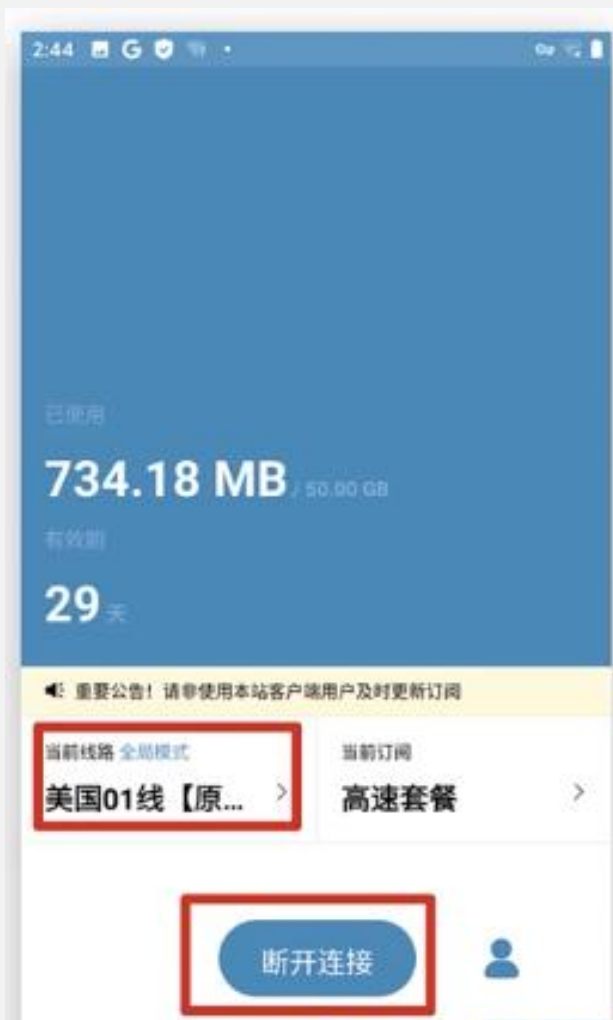 2:44 G
已使用
734.18 MB / 50.00 GB
有效期
29 天
重要公告！请非使用本站客户端用户及时更新订阅
当前线路 全局模式
当前订阅
美国01线【原...
高速套餐
断开连接